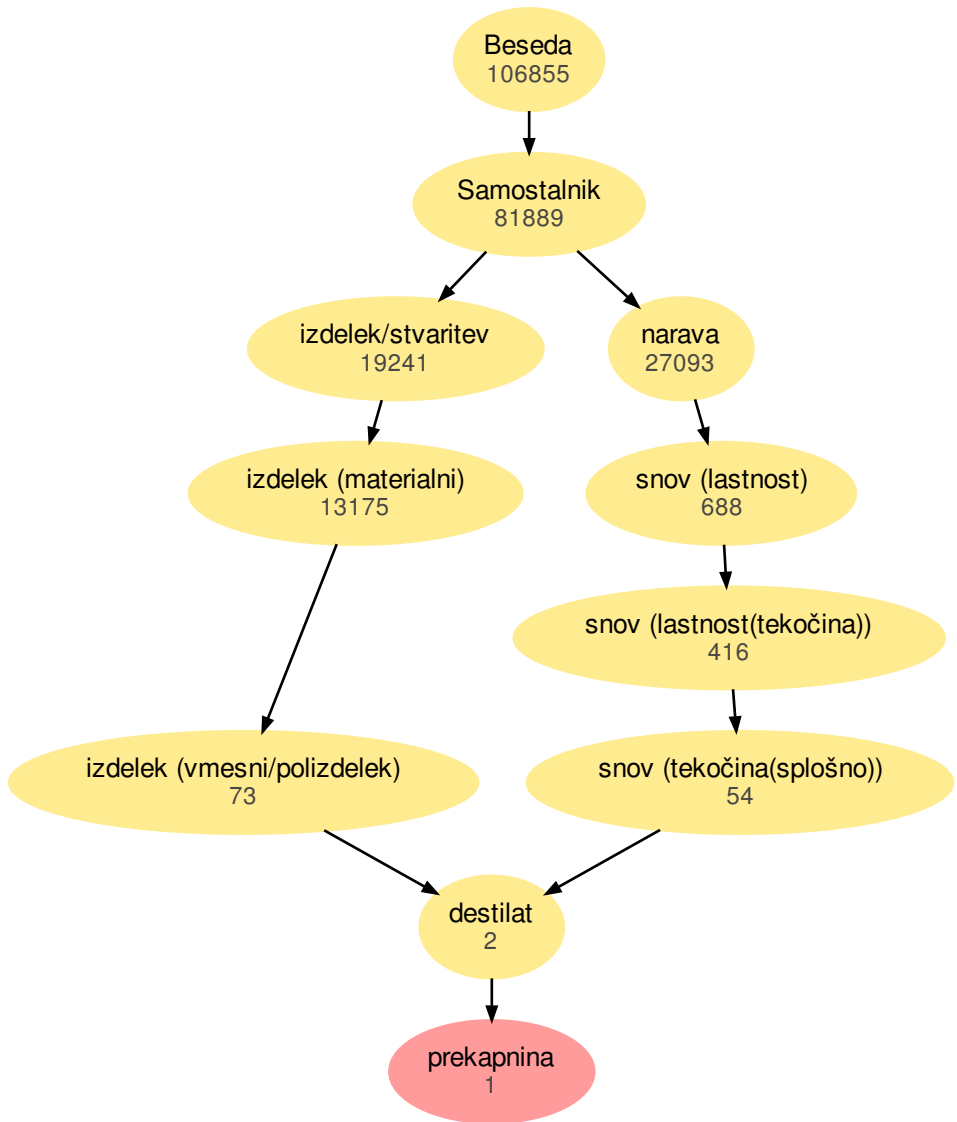 Beseda
106855
Samostalnik
81889
izdelek/stvaritev
19241
narava
27093
izdelek (materialni)
13175
snov (lastnost)
688
snov (lastnost(tekočina))
416
izdelek (vmesni/polizdelek)
73
snov (tekočina(splošno))
54
destilat
2
prekapnina
1